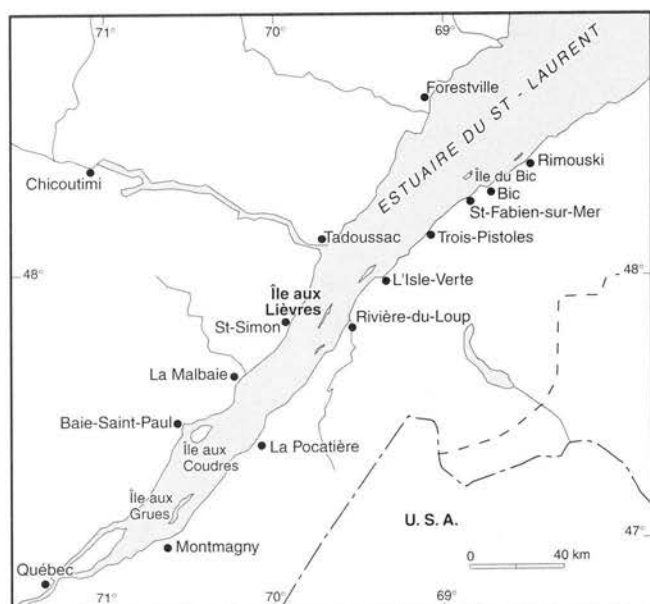 71°
70°
69°
Forestville
ESTUAIRE DU ST - LAURENT
Rimouski
Île du Bic
Bic
Chicoutimi
St-Fabien-sur-Mer
Tadoussac
Trois-Pistoles
48°
48°
L'Isle-Verte
Île aux
Lièvres
St-Simon
Rivière-du-Loup
La Malbaie
Baie-Saint-Paul
La Pocatière
Île aux
Coudres
Île aux
Grues
U. S. A.
47°
Montmagny
0 40 km
Québec
71°
70°
69°